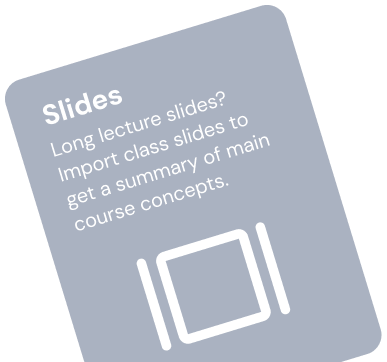 Slides
Long lecture slides?
Import class slides to
get a summary of main
course concepts.